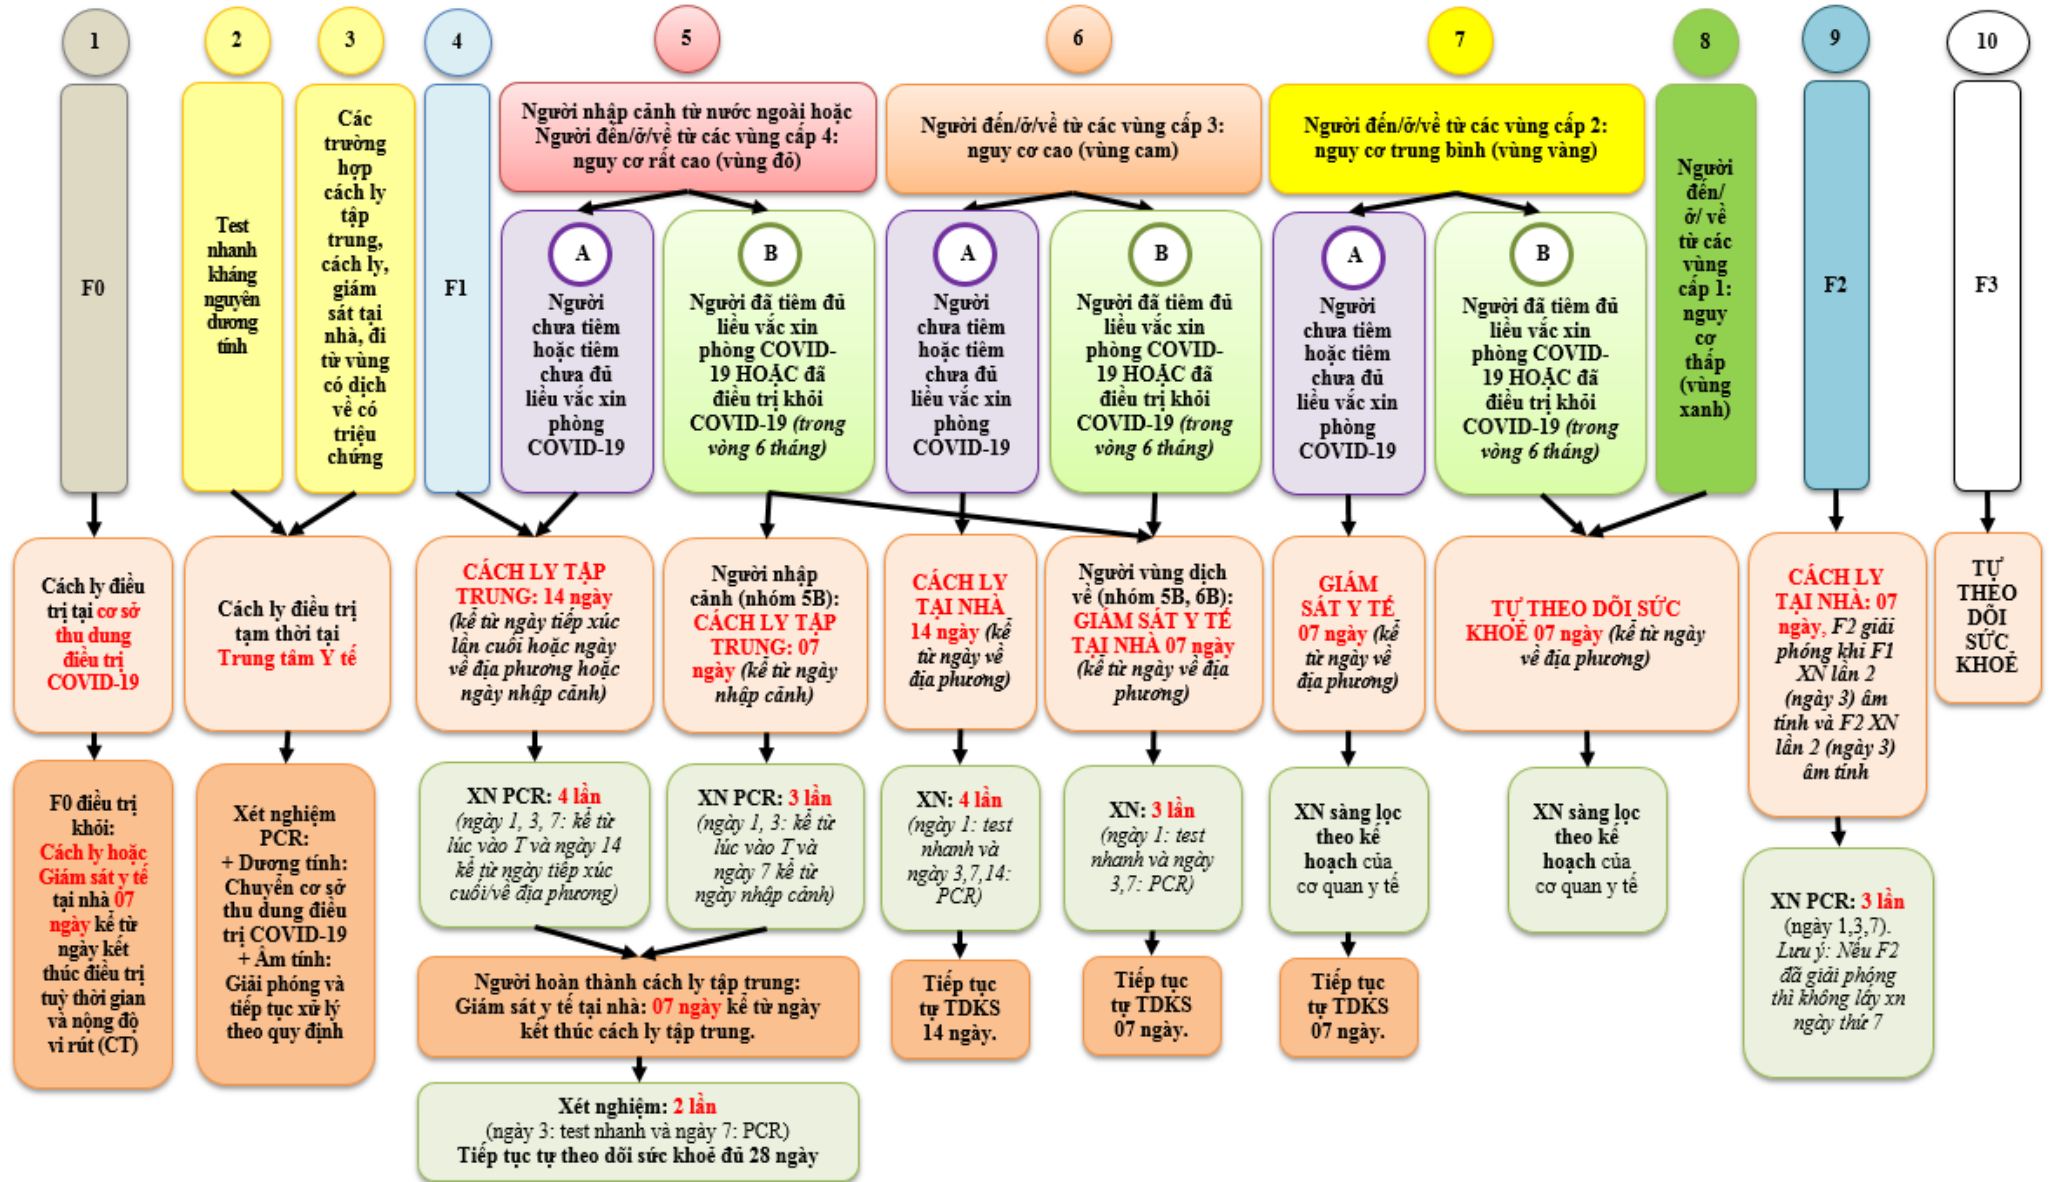 1
2
3
4
5
6
7
8
9
10
F0
Test
nhanh
kháng
nguyên
dương
tính
Các
trường
hợp
cách ly
tập
trung,
cách ly,
giám
sát tại
nhà, đi
từ vùng
có dịch
về có
triệu
chứng
F1
Người nhập cảnh từ nước ngoài hoặc
Người đến/ở/về từ các vùng cấp 4:
nguy cơ rất cao (vùng đỏ)
A
Người
chưa tiêm
hoặc tiêm
chưa đủ
liều vắc xin
phòng
COVID-19
B
Người đã tiêm đủ
liều vắc xin
phòng COVID-
19 HOẶC đã
điều trị khỏi
COVID-19 (trong
vòng 6 tháng)
Người đến/ở/về từ các vùng cấp 3:
nguy cơ cao (vùng cam)
A
Người
chưa tiêm
hoặc tiêm
chưa đủ
liều vắc xin
phòng
COVID-19
B
Người đã tiêm đủ
liều vắc xin
phòng COVID-
19 HOẶC đã
điều trị khỏi
COVID-19 (trong
vòng 6 tháng)
Người đến/ở/về từ các vùng cấp 2:
nguy cơ trung bình (vùng vàng)
A
Người
chưa tiêm
hoặc tiêm
chưa đủ
liều vắc xin
phòng
COVID-19
B
Người đã tiêm đủ
liều vắc xin
phòng COVID-
19 HOẶC đã
điều trị khỏi
COVID-19 (trong
vòng 6 tháng)
Người
đến/
ở/ về
từ các
vùng
cấp 1:
nguy
cơ
thấp
(vùng
xanh)
F2
F3
Cách ly điều
trị tại cơ sở
thu dung
điều trị
COVID-19
Cách ly điều trị
tạm thời tại
Trung tâm Y tế
CÁCH LY TẬP
TRUNG: 14 ngày
(kể từ ngày tiếp xúc
lần cuối hoặc ngày
về địa phương hoặc
ngày nhập cảnh)
Người nhập
cảnh (nhóm 5B):
CÁCH LY TẬP
TRUNG: 07
ngày (kể từ ngày
nhập cảnh)
CÁCH LY
TẠI NHÀ
14 ngày (kể
từ ngày về
địa phương)
Người vùng dịch
về (nhóm 5B, 6B):
GIÁM SÁT Y TẾ
TẠI NHÀ 07 ngày
(kể từ ngày về địa
phương)
GIÁM
SÁT Y TẾ
07 ngày (kể
từ ngày về
địa phương)
TỰ THEO DÕI SỨC
KHOẺ 07 ngày (kể từ ngày
về địa phương)
CÁCH LY
TẠI NHÀ: 07
ngày, F2 giải
phóng khi F1
XN lần 2
(ngày 3) âm
tính và F2 XN
lần 2 (ngày 3)
âm tính
TỰ
THEO
DÕI
SỨC
KHOẺ
F0 điều trị
khỏi:
Cách ly hoặc
Giám sát y tế
tại nhà 07
ngày kể từ
ngày kết
thúc điều trị
tuỳ thời gian
và nộng độ
vi rút (CT)
Xét nghiệm
PCR:
+ Dương tính:
Chuyển cơ sở
thu dung điều
trị COVID-19
+ Âm tính:
Giải phóng và
tiếp tục xử lý
theo quy định
XN PCR: 4 lần
(ngày 1, 3, 7: kể từ
lúc vào T và ngày 14
kể từ ngày tiếp xúc
cuối/về địa phương)
XN PCR: 3 lần
(ngày 1, 3: kể từ
lúc vào T và
ngày 7 kể từ
ngày nhập cảnh)
XN: 4 lần
(ngày 1: test
nhanh và
ngày 3,7,14:
PCR)
XN: 3 lần
(ngày 1: test
nhanh và ngày
3,7: PCR)
XN sàng lọc
theo kế
hoạch của
cơ quan y tế
XN sàng lọc
theo kế
hoạch của
cơ quan y tế
XN PCR: 3 lần
(ngày 1,3,7).
Lưu ý: Nếu F2
đã giải phóng
thì không lấy xn
ngày thứ 7
Người hoàn thành cách ly tập trung:
Giám sát y tế tại nhà: 07 ngày kể từ ngày
kết thúc cách ly tập trung.
Tiếp tục
tự TDKS
14 ngày.
Tiếp tục
tự TDKS
07 ngày.
Tiếp tục
tự TDKS
07 ngày.
Xét nghiệm: 2 lần
(ngày 3: test nhanh và ngày 7: PCR)
Tiếp tục tự theo dõi sức khoẻ đủ 28 ngày